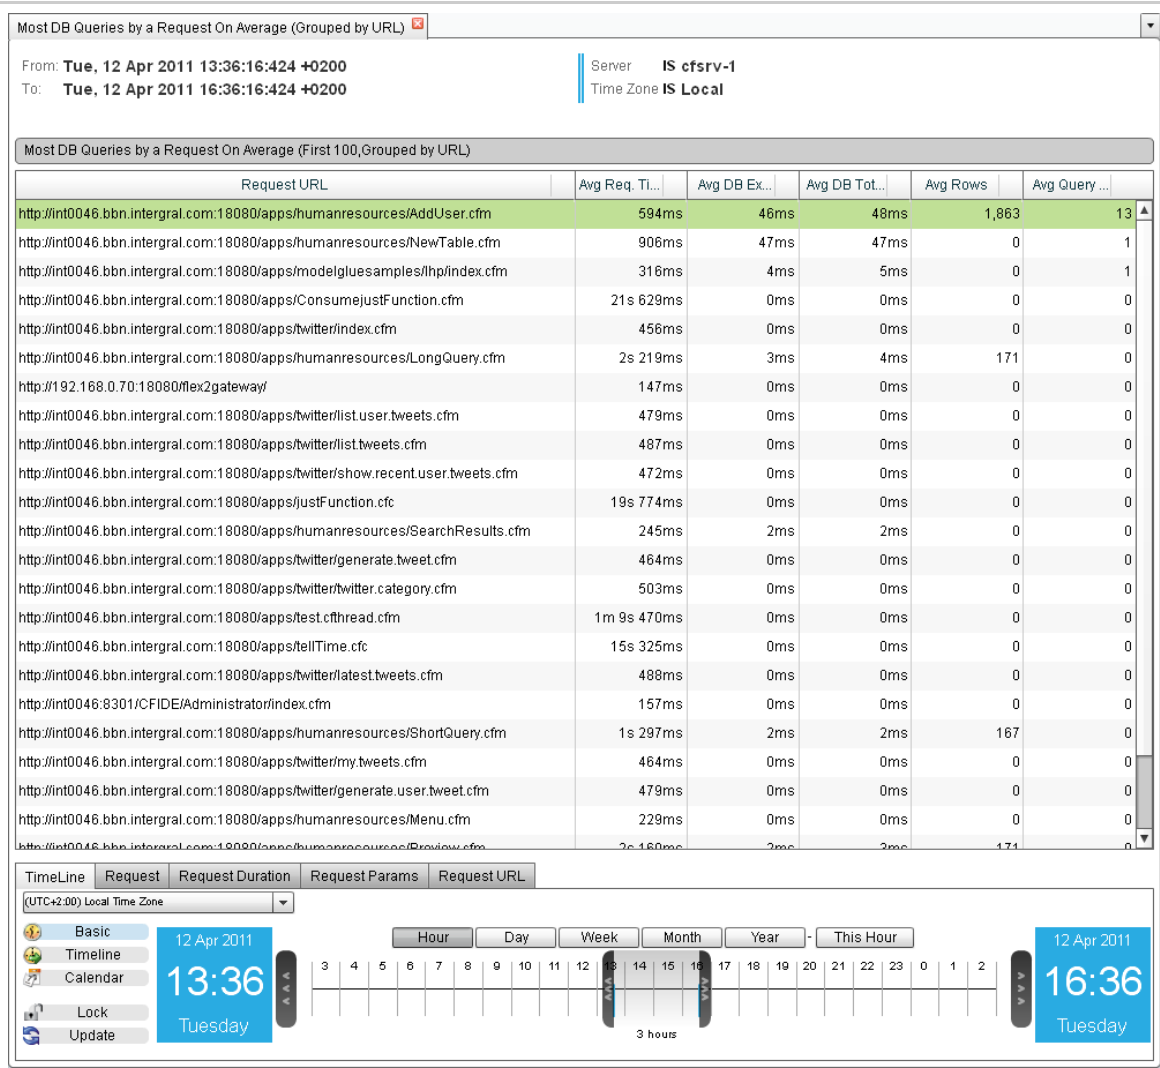 Most DB Queries by a Request On Average (Grouped by URL)
From: Tue, 12 Apr 2011 13:36:16:424 +0200
Server IS cfsrv-1
To: Tue, 12 Apr 2011 16:36:16:424 +0200
Time Zone IS Local
Most DB Queries by a Request On Average (First 100,Grouped by URL)
Request URL Avg Req. Ti... Avg DB Ex... Avg DB Tot... Avg Rows Avg Query ...
http://int0046.bbn.intergral.com:18080/apps/humanresources/AddUser.cfm 594ms 46ms 48ms 1,863 13
http://int0046.bbn.intergral.com:18080/apps/humanresources/NewTable.cfm 906ms 47ms 47ms 0 1
http://int0046.bbn.intergral.com:18080/apps/modelgluesamples/lhp/index.cfm 316ms 4ms 5ms 0 1
http://int0046.bbn.intergral.com:18080/apps/ConsumejustFunction.cfm 21s 629ms 0ms 0ms 0 0
http://int0046.bbn.intergral.com:18080/apps/twitter/index.cfm 456ms 0ms 0ms 0 0
http://int0046.bbn.intergral.com:18080/apps/humanresources/LongQuery.cfm 2s 219ms 3ms 4ms 171 0
http://192.168.0.70:18080/flex2gateway/ 147ms 0ms 0ms 0 0
http://int0046.bbn.intergral.com:18080/apps/twitter/list.user.tweets.cfm 479ms 0ms 0ms 0 0
http://int0046.bbn.intergral.com:18080/apps/twitter/list.tweets.cfm 487ms 0ms 0ms 0 0
http://int0046.bbn.intergral.com:18080/apps/twitter/show.recent.user.tweets.cfm 472ms 0ms 0ms 0 0
http://int0046.bbn.intergral.com:18080/apps/justFunction.cfc 19s 774ms 0ms 0ms 0 0
http://int0046.bbn.intergral.com:18080/apps/humanresources/SearchResults.cfm 245ms 2ms 2ms 0 0
http://int0046.bbn.intergral.com:18080/apps/twitter/generate.tweet.cfm 464ms 0ms 0ms 0 0
http://int0046.bbn.intergral.com:18080/apps/twitter/twitter.category.cfm 503ms 0ms 0ms 0 0
http://int0046.bbn.intergral.com:18080/apps/test.cfthread.cfm 1m 9s 470ms 0ms 0ms 0 0
http://int0046.bbn.intergral.com:18080/apps/tellTime.cfc 15s 325ms 0ms 0ms 0 0
http://int0046.bbn.intergral.com:18080/apps/twitter/latest.tweets.cfm 488ms 0ms 0ms 0 0
http://int0046:8301/CFIDE/Administrator/index.cfm 157ms 0ms 0ms 0 0
http://int0046.bbn.intergral.com:18080/apps/humanresources/ShortQuery.cfm 1s 297ms 2ms 2ms 167 0
http://int0046.bbn.intergral.com:18080/apps/twitter/my.tweets.cfm 464ms 0ms 0ms 0 0
http://int0046.bbn.intergral.com:18080/apps/twitter/generate.user.tweet.cfm 479ms 0ms 0ms 0 0
http://int0046.bbn.intergral.com:18080/apps/humanresources/Menu.cfm 229ms 0ms 0ms 0 0
http://int0046.bbn.intergral.com:18080/apps/humanresources/Preview.cfm 2s 160ms 2ms 3ms 171 0
TimeLine Request Request Duration Request Params Request URL
(UTC+2:00) Local Time Zone
Basic
Timeline
Calendar
Lock
Update
12 Apr 2011
13:36
Tuesday
Hour Day Week Month Year - This Hour
3 4 5 6 7 8 9 10 11 12 13 14 15 16 17 18 19 20 21 22 23 0 1 2
3 hours
12 Apr 2011
16:36
Tuesday